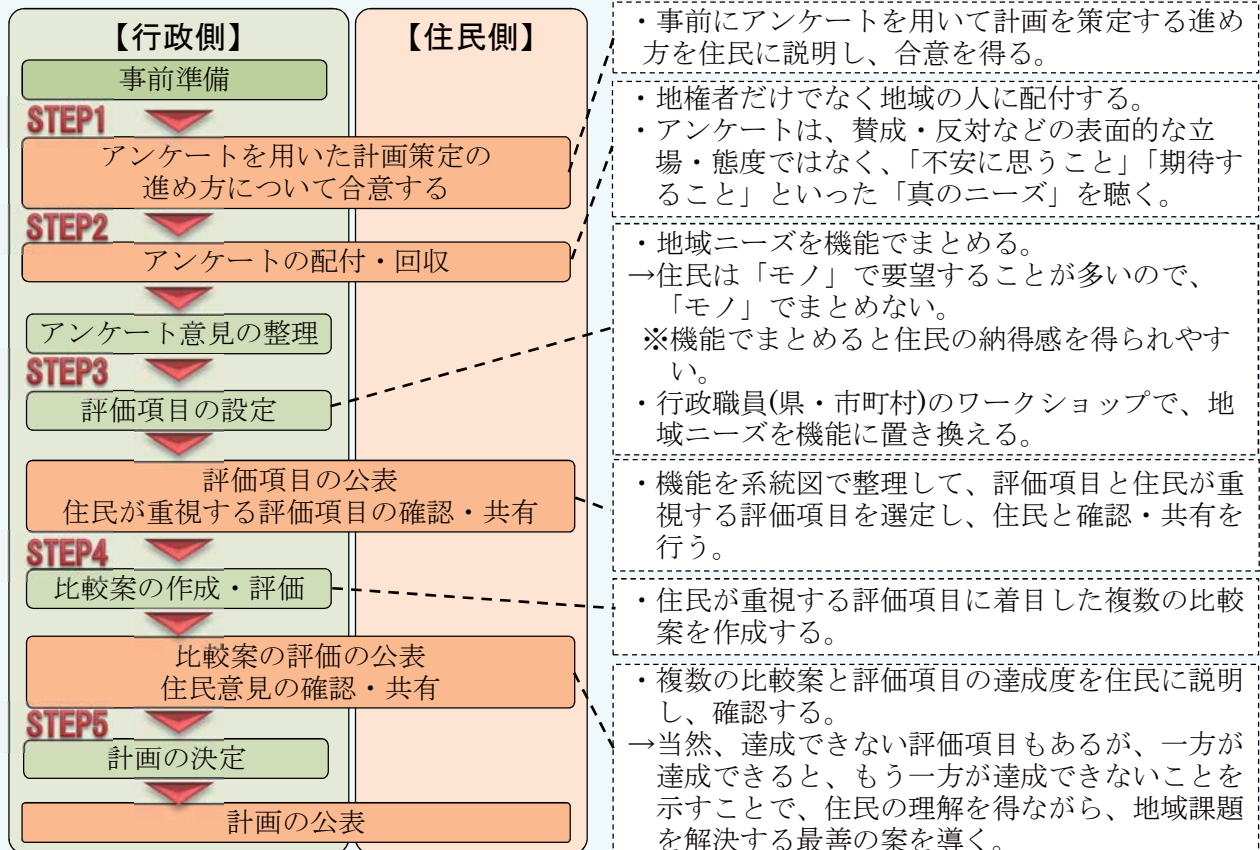 【行政側】
【住民側】
事前準備
STEP1
アンケートを用いた計画策定の
進め方について合意する
STEP2
アンケートの配付・回収
アンケート意見の整理
STEP3
評価項目の設定
評価項目の公表
住民が重視する評価項目の確認・共有
STEP4
比較案の作成・評価
比較案の評価の公表
住民意見の確認・共有
STEP5
計画の決定
計画の公表
・事前にアンケートを用いて計画を策定する進め
方を住民に説明し、合意を得る。
・地権者だけでなく地域の人に配付する。
・アンケートは、賛成・反対などの表面的な立
場・態度ではなく、「不安に思うこと」「期待す
ること」といった「真のニーズ」を聴く。
・地域ニーズを機能でまとめる。
→住民は「モノ」で要望することが多いので、
「モノ」でまとめない。
※機能でまとめると住民の納得感を得られやす
い。
・行政職員(県・市町村)のワークショップで、地
域ニーズを機能に置き換える。
・機能を系統図で整理して、評価項目と住民が重
視する評価項目を選定し、住民と確認・共有を
行う。
・住民が重視する評価項目に着目した複数の比較
案を作成する。
・複数の比較案と評価項目の達成度を住民に説明
し、確認する。
→当然、達成できない評価項目もあるが、一方が
達成できると、もう一方が達成できないことを
示すことで、住民の理解を得ながら、地域課題
を解決する最善の案を導く。